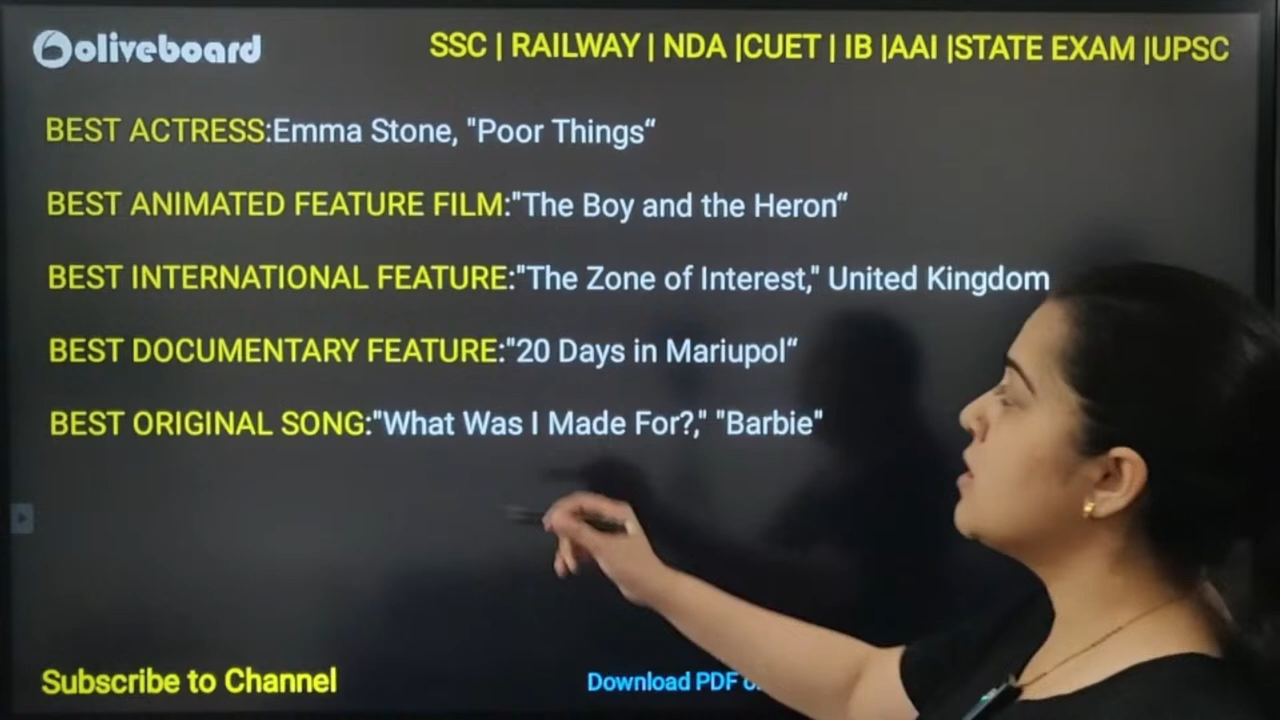 oliveboard
SSC | RAILWAY | NDA |CUET | IB |AAI |STATE EXAM |UPSC
BEST ACTRESS:Emma Stone, "Poor Things“
BEST ANIMATED FEATURE FILM:"The Boy and the Heron“
BEST INTERNATIONAL FEATURE:"The Zone of Interest," United Kingdom
BEST DOCUMENTARY FEATURE:"20 Days in Mariupol“
BEST ORIGINAL SONG:"What Was I Made For?," "Barbie"
Subscribe to Channel
Download PDF